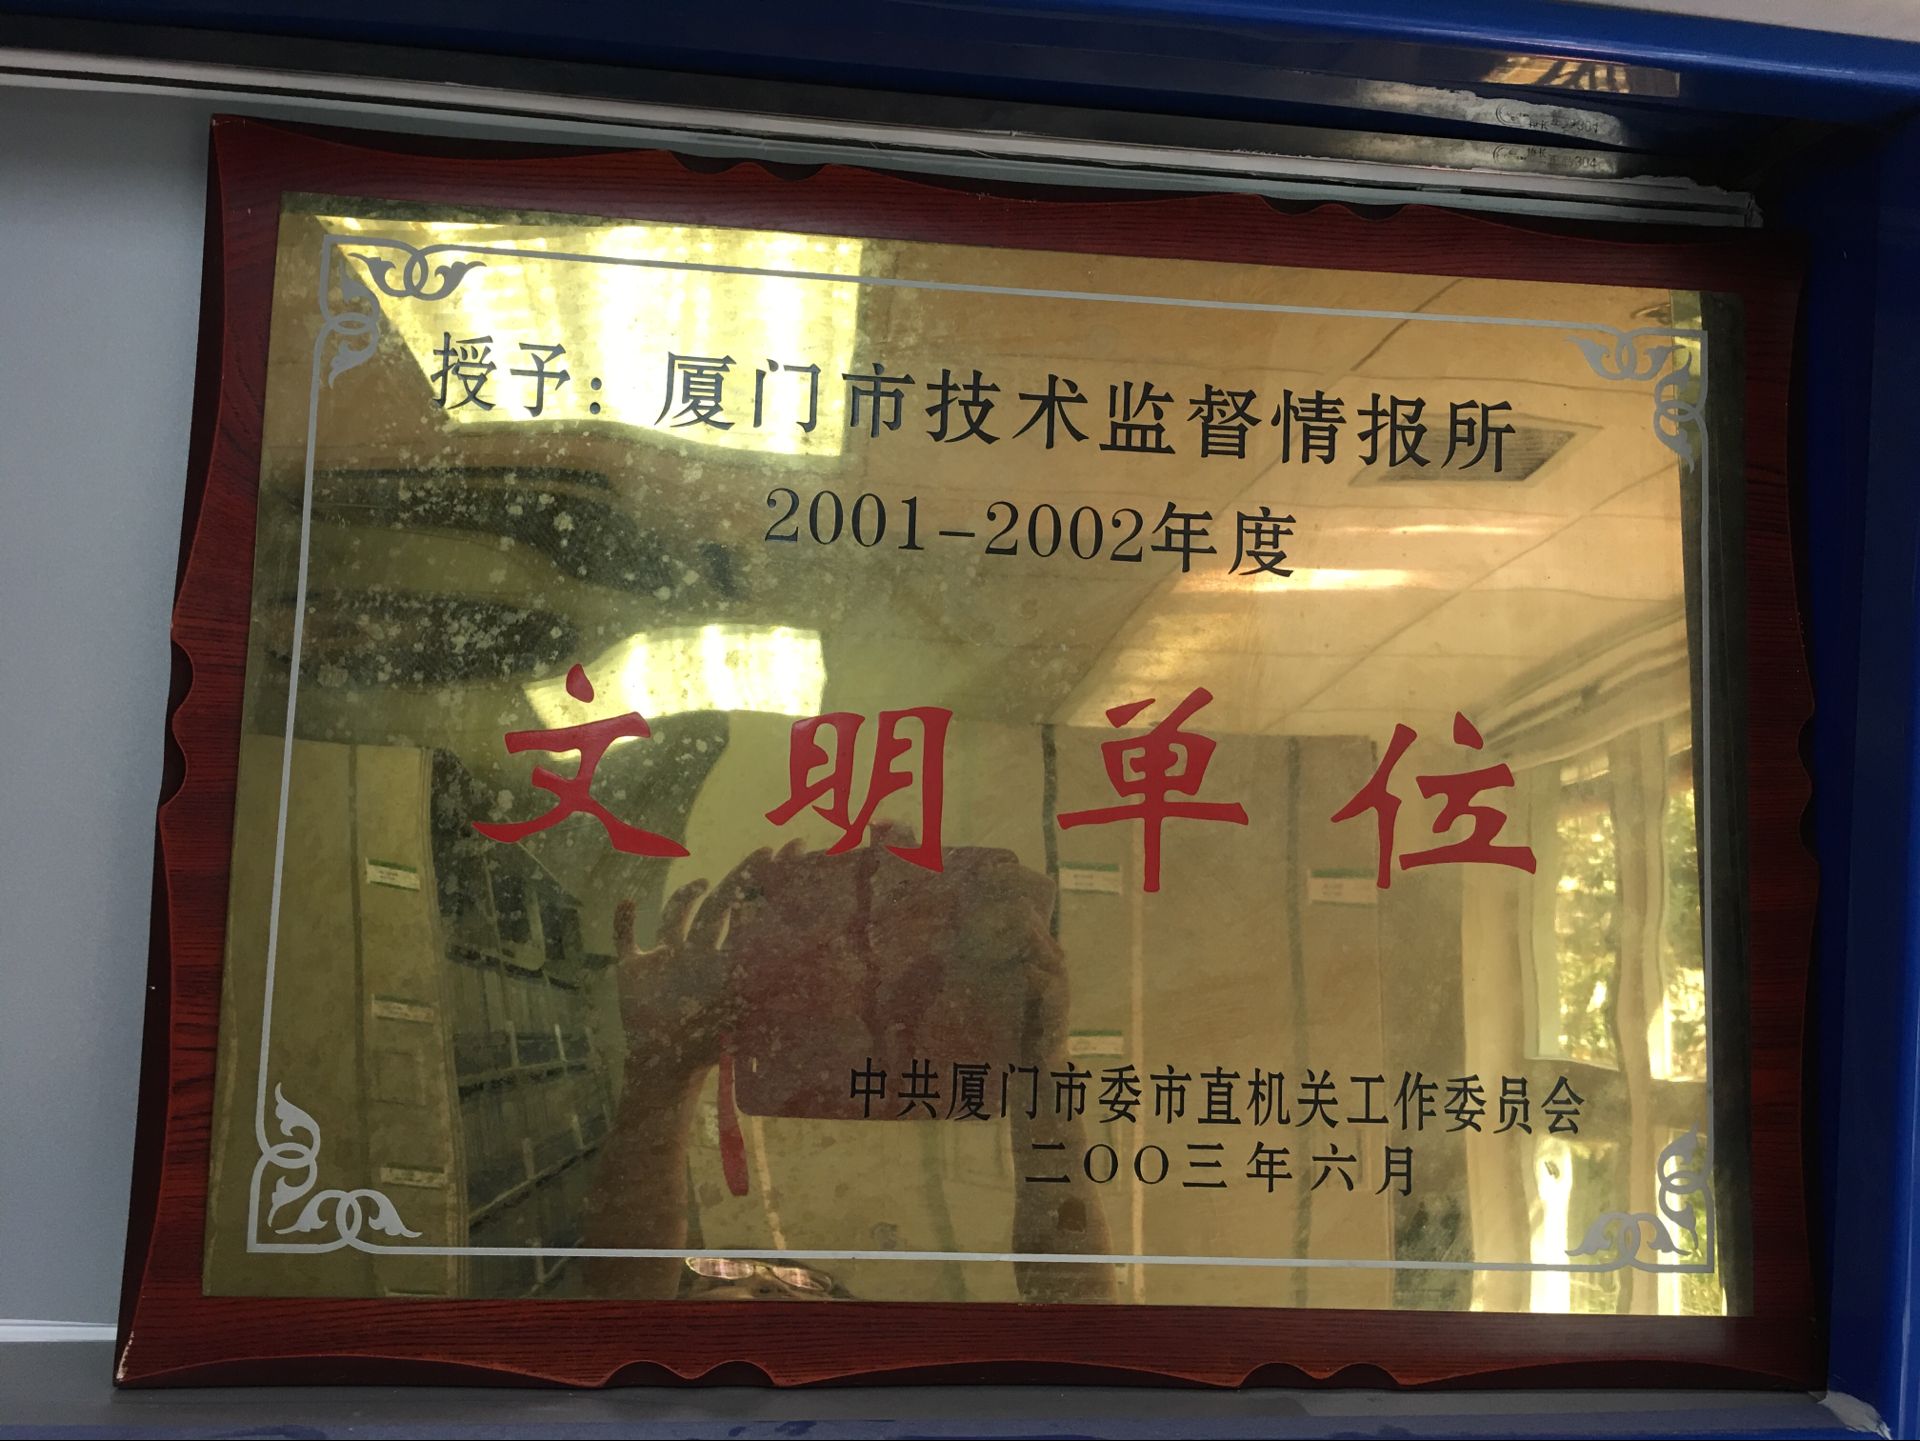 授予：厦门市技术监督情报所
2001-2002年度
文明单位
中共厦门市委市直机关工作委员会
二〇〇三年六月